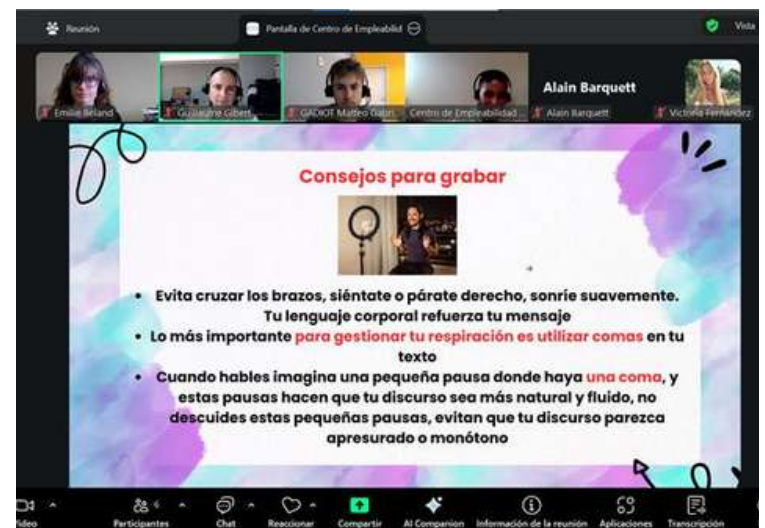 Reunión
Pantalla de Centro de Empleabilid
Vista
Emilie Beland
Guillaume Gibert
GADIOT Matteo Gabri...
Centro de Empleabilidad
Alain Barquett
Alain Barquett
Victoria Fernández
Consejos para grabar
• Evita cruzar los brazos, siéntate o párate derecho, sonríe suavemente.
Tu lenguaje corporal refuerza tu mensaje
• Lo más importante para gestionar tu respiración es utilizar comas en tu
texto
• Cuando hables imagina una pequeña pausa donde haya una coma, y
estas pausas hacen que tu discurso sea más natural y fluido, no
descuides estas pequeñas pausas, evitan que tu discurso parezca
apresurado o monótono
Video
Participantes
6
Chat
Reaccionar
Compartir
AI Companion
Información de la reunión
Aplicaciones
Transcripción